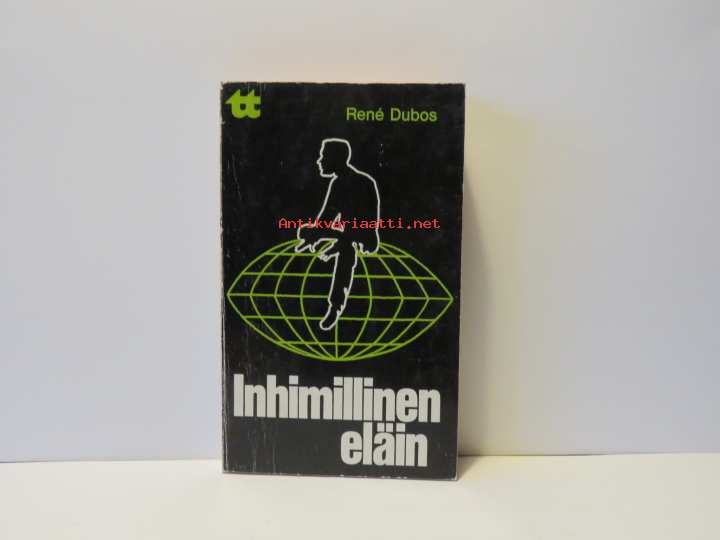 tt
René Dubos
Antikvariaatti.net
Inhimillinen
eläin